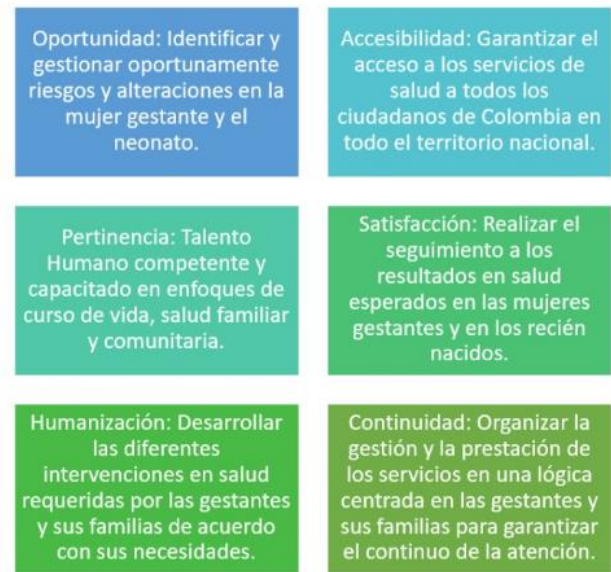 Oportunidad: Identificar y
gestionar oportunamente
riesgos y alteraciones en la
mujer gestante y el
neonato.
Accesibilidad: Garantizar el
acceso a los servicios de
salud a todos los
ciudadanos de Colombia en
todo el territorio nacional.
Pertinencia: Talento
Humano competente y
capacitado en enfoques de
curso de vida, salud familiar
y comunitaria.
Satisfacción: Realizar el
seguimiento a los
resultados en salud
esperados en las mujeres
gestantes y en los recién
nacidos.
Humanización: Desarrollar
las diferentes
intervenciones en salud
requeridas por las gestantes
y sus familias de acuerdo
con sus necesidades.
Continuidad: Organizar la
gestión y la prestación de
los servicios en una lógica
centrada en las gestantes y
sus familias para garantizar
el continuo de la atención.